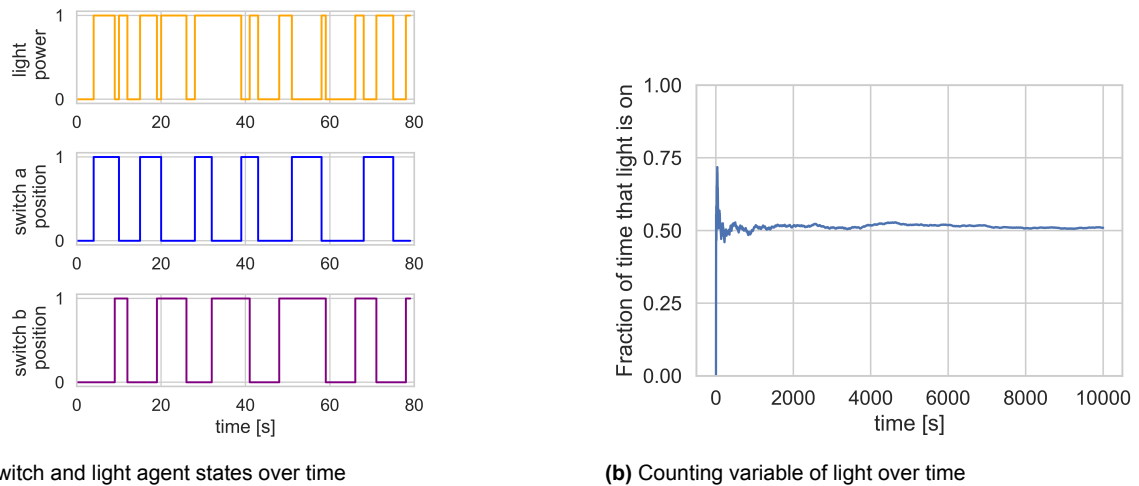 light
power
1
0
0 20 40 60 80
switch a
position
1
0
0 20 40 60 80
switch b
position
1
0
0 20 40 60 80
time [s]
witch and light agent states over time
Fraction of time that light is on
1.00
0.75
0.50
0.25
0.00
0 2000 4000 6000 8000 10000
time [s]
(b) Counting variable of light over time